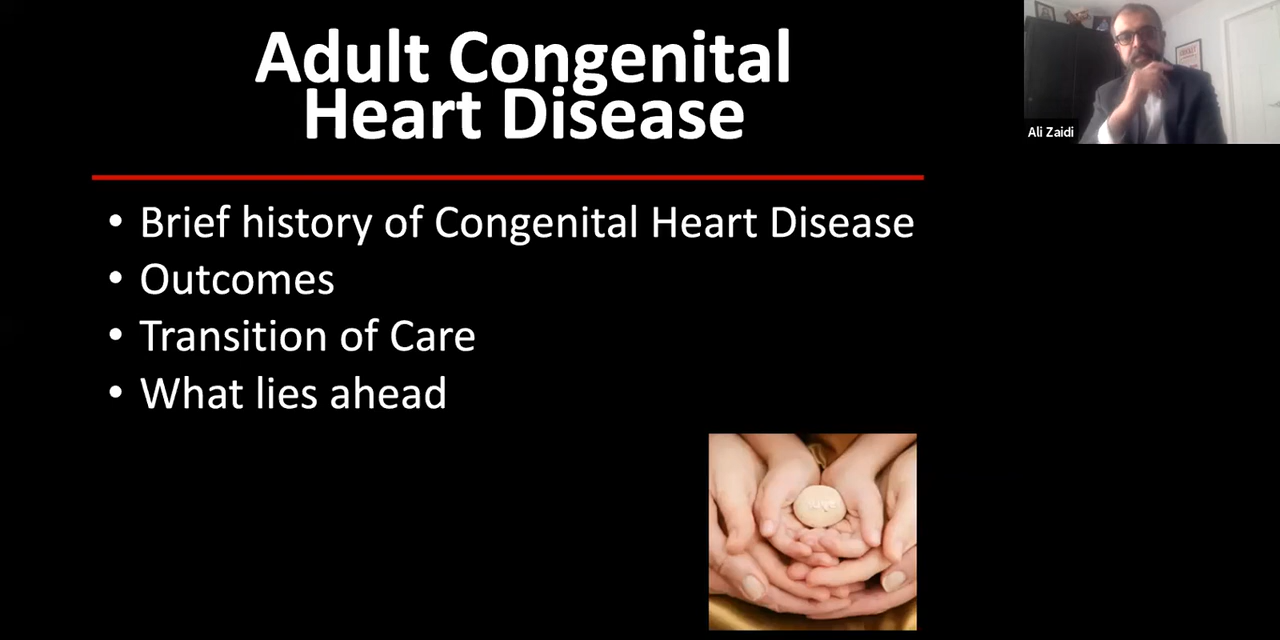 Adult Congenital
Heart Disease
• Brief history of Congenital Heart Disease
• Outcomes
• Transition of Care
• What lies ahead
Ali Zaidi